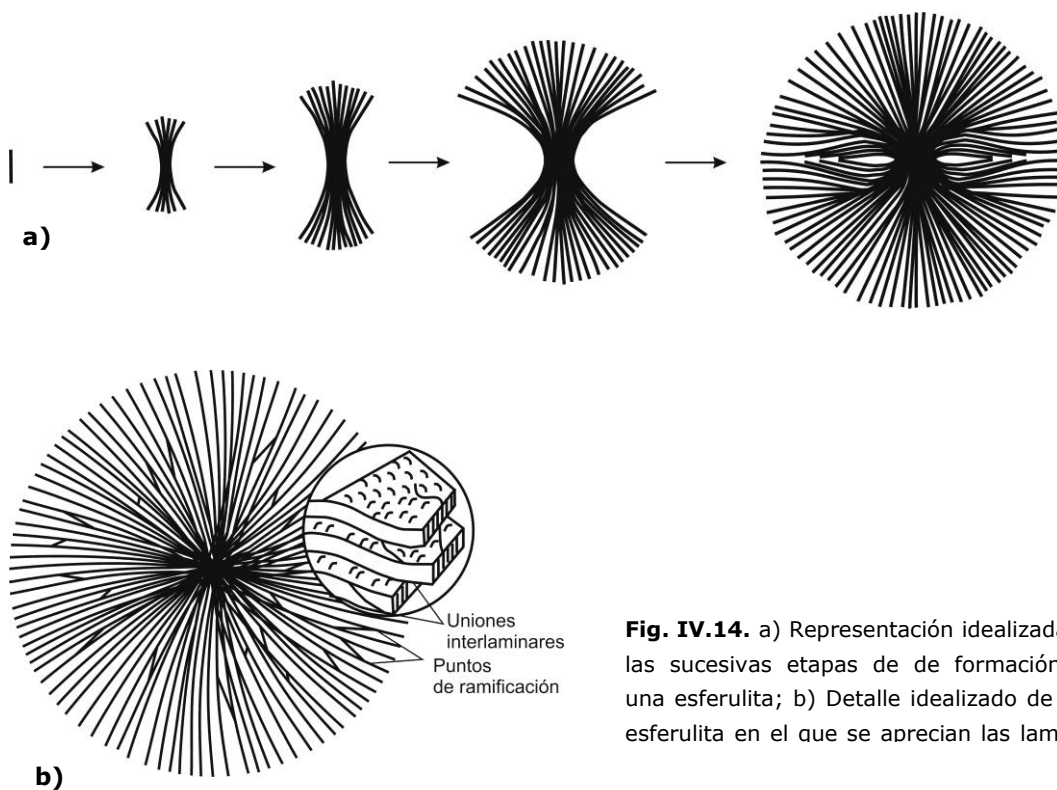 a)
Uniones
interlaminares
Puntos
de ramificación
b)
Fig. IV.14. a) Representación idealizada
las sucesivas etapas de de formación
una esferulita; b) Detalle idealizado de
esferulita en el que se aprecian las lam